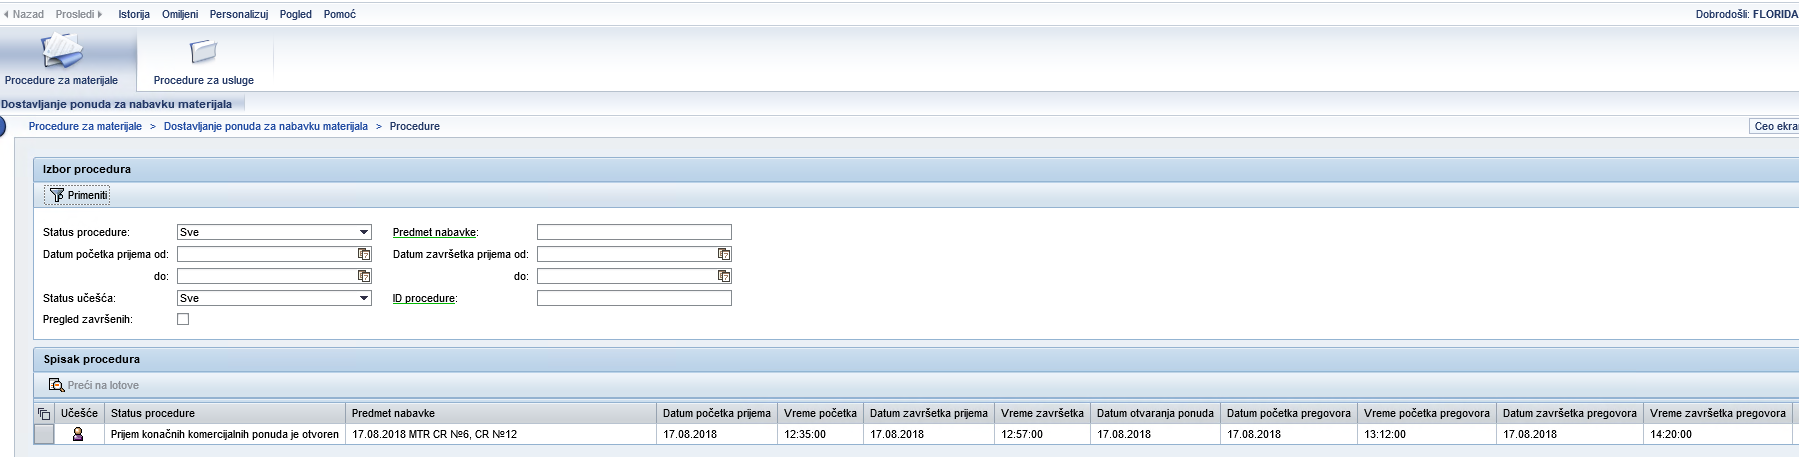 Nazad Prosledi Istorija Omiljeni Personalizuj Pogled Pomoć Dobrodošli: FLORIDA
Procedure za materijale Procedure za usluge
Dostavljanje ponuda za nabavku materijala
Procedure za materijale > Dostavljanje ponuda za nabavku materijala > Procedure Ceo ekra
Izbor procedura
Primeniti
Status procedure: Sve Predmet nabavke:
Datum početka prijema od: Datum završetka prijema od:
do: do:
Status učešća: Sve ID procedure:
Pregled završenih:
Spisak procedura
Preći na lotove
Učešće Status procedure Predmet nabavke Datum početka prijema Vreme početka Datum završetka prijema Vreme završetka Datum otvaranja ponuda Datum početka pregovora Vreme početka pregovora Datum završetka pregovora Vreme završetka pregovora
Prijem konačnih komercijalnih ponuda je otvoren 17.08.2018 MTR CR №6, CR №12 17.08.2018 12:35:00 17.08.2018 12:57:00 17.08.2018 17.08.2018 13:12:00 17.08.2018 14:20:00